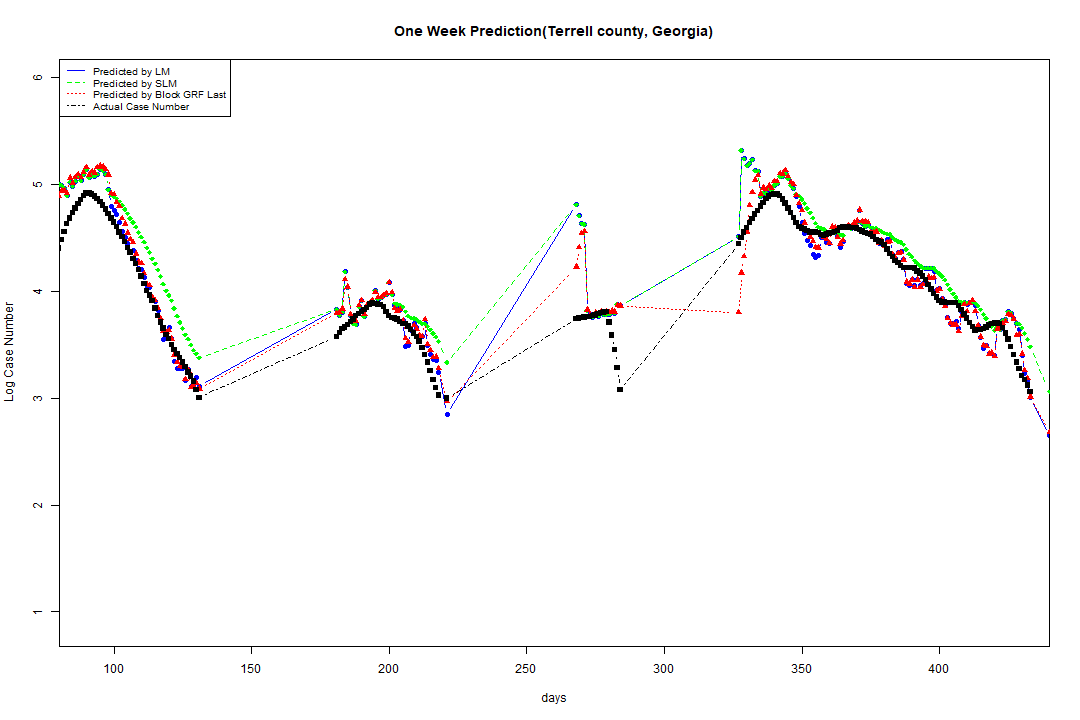 One Week Prediction(Terrell county, Georgia)
Predicted by LM
Predicted by SLM
Predicted by Block GRF Last
Actual Case Number
6
5
4
3
2
1
Log Case Number
100 150 200 250 300 350 400
days